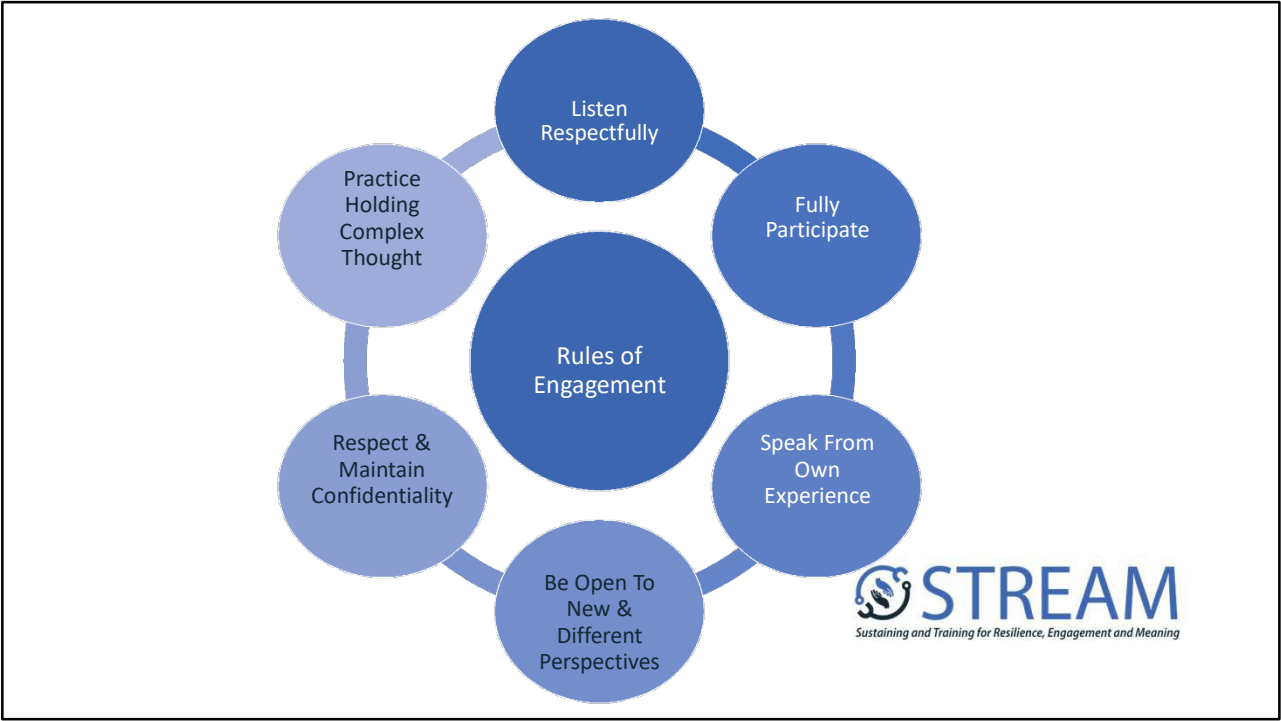 Listen
Respectfully
Fully
Participate
Speak From
Own
Experience
Be Open To
New &
Different
Perspectives
Respect &
Maintain
Confidentiality
Practice
Holding
Complex
Thought
Rules of
Engagement
STREAM
Sustaining and Training for Resilience, Engagement and Meaning